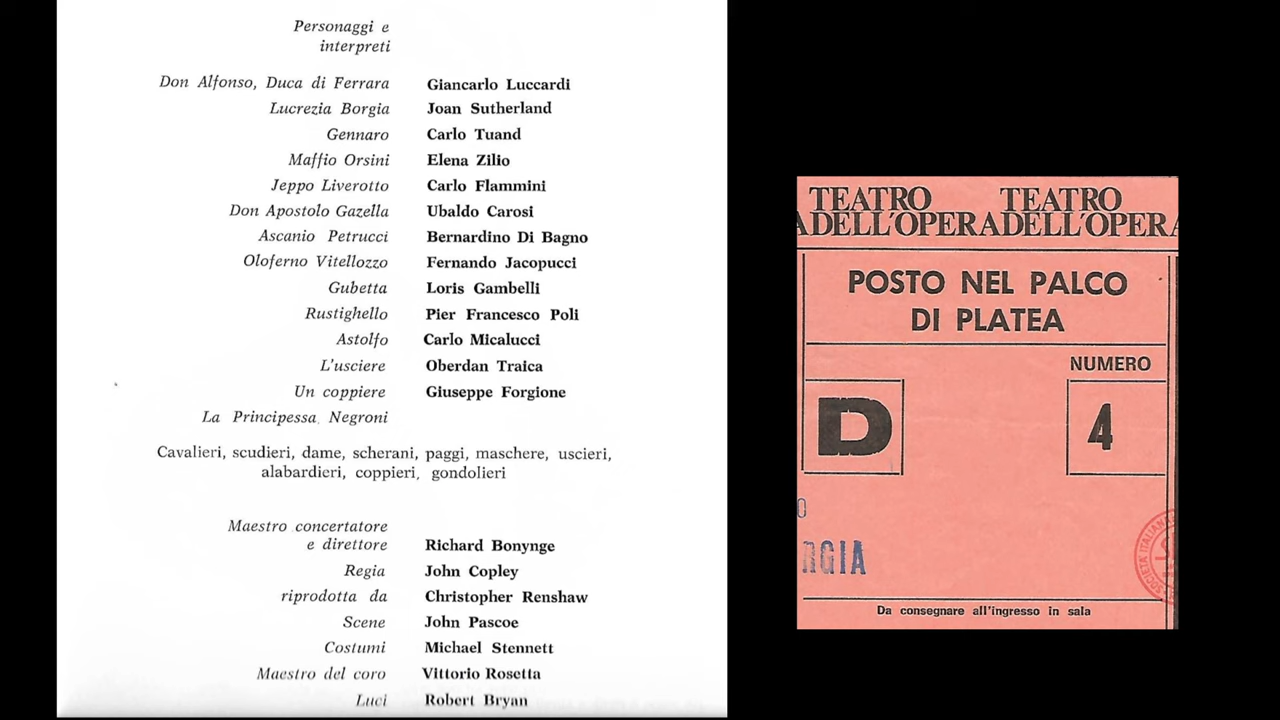 Personaggi e
interpreti
Don Alfonso, Duca di Ferrara Giancarlo Luccardi
Lucrezia Borgia Joan Sutherland
Gennaro Carlo Tuand
Maffio Orsini Elena Zilio
Jeppo Liverotto Carlo Flammini
Don Apostolo Gazella Ubaldo Carosi
Ascanio Petrucci Bernardino Di Bagno
Oloferno Vitellozzo Fernando Jacopucci
Gubetta Loris Gambelli
Rustighello Pier Francesco Poli
Astolfo Carlo Micalucci
L'usciere Oberdan Traica
Un coppiere Giuseppe Forgione
La Principessa Negroni
Cavalieri, scudieri, dame, scherani, paggi, maschere, uscieri,
alabardieri, coppieri, gondolieri
Maestro concertatore
e direttore Richard Bonynge
Regia John Copley
riprodotta da Christopher Renshaw
Scene John Pascoe
Costumi Michael Stennett
Maestro del coro Vittorio Rosetta
Luci Robert Bryan
TEATRO TEATRO
ADELL'OPERADELL'OPERA
POSTO NEL PALCO
DI PLATEA
NUMERO
D 4
O
RGIA
SOCIETÀ ITALIAN
Da consegnare all'ingresso in sala